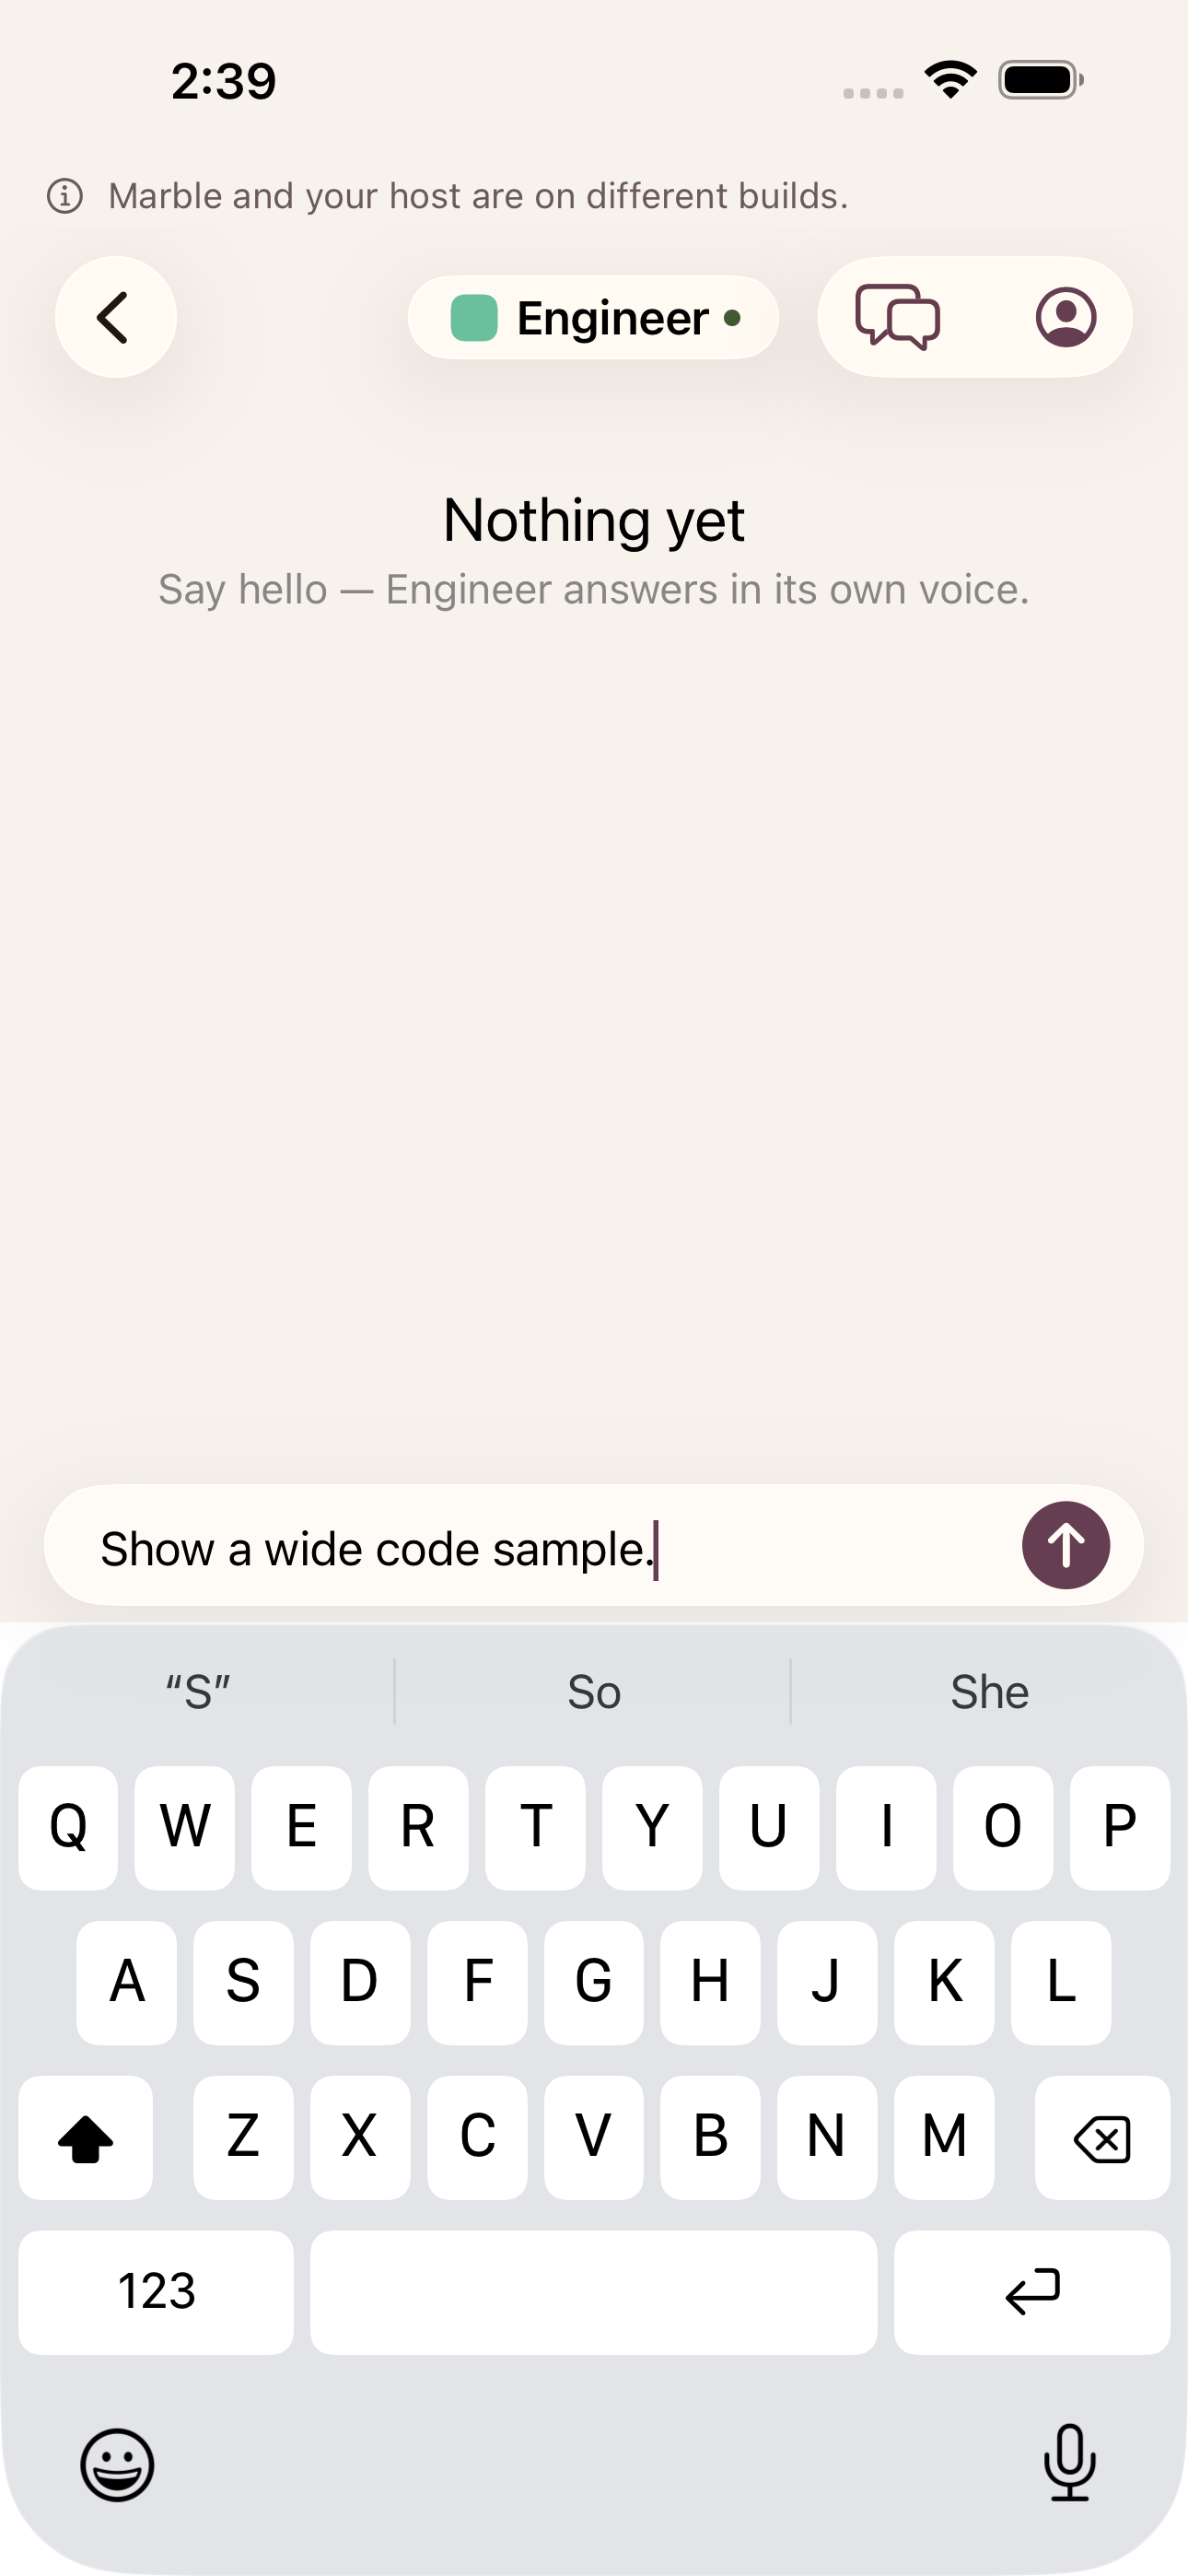 2:39
Marble and your host are on different builds.
Engineer
Nothing yet
Say hello — Engineer answers in its own voice.
Show a wide code sample.
“S” So She
Q W E R T Y U I O P
A S D F G H J K L
Z X C V B N M
123